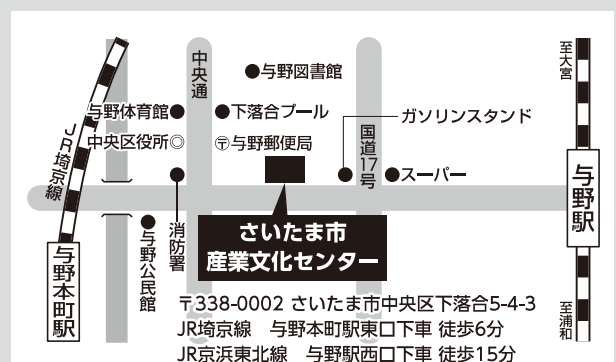 至大宮
中央通
●与野図書館
与野体育館●
●下落合プール
ガソリンスタンド
JR埼京線
中央区役所◎
〒与野郵便局
国道17号
●スーパー
与野駅
消防署
●与野公民館
さいたま市
産業文化センター
与野本町駅
至浦和
〒338-0002 さいたま市中央区下落合5-4-3
JR埼京線 与野本町駅東口下車 徒歩6分
JR京浜東北線 与野駅西口下車 徒歩15分